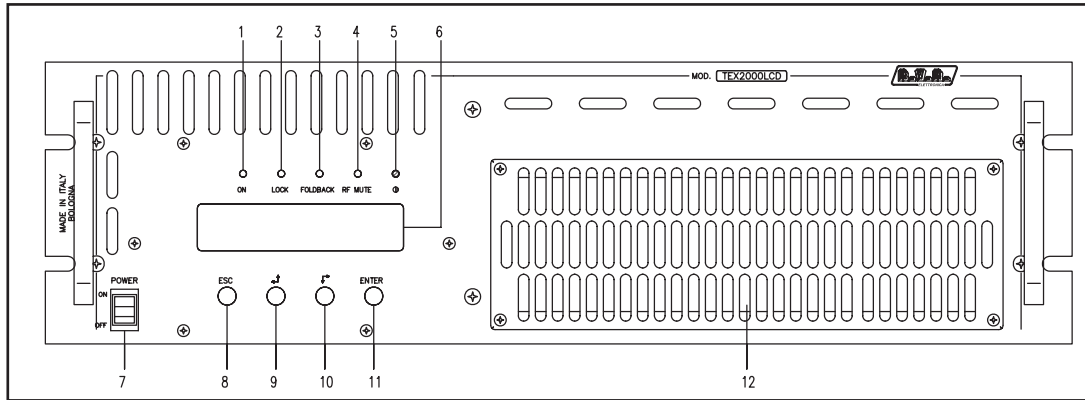 1 2 3 4 5 6
MOD. TEX2000LCD
R.V.R.
ELETTRONICA
ON LOCK FOLDBACK RF MUTE
MADE IN ITALY
BOLOGNA
POWER
ON
OFF
ESC
ENTER
7 8 9 10 11 12